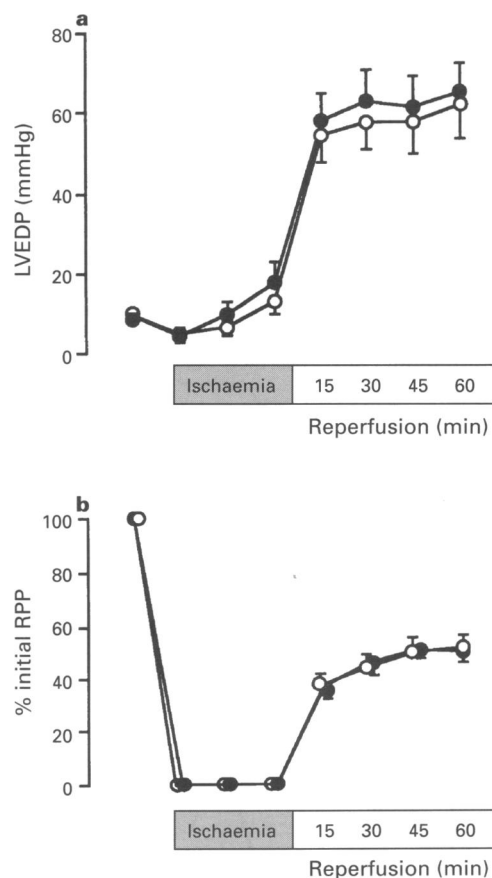 a
80
60
40
20
0
LVEDP (mmHg)
Ischaemia 15 30 45 60
Reperfusion (min)
b
100
80
60
40
20
0
% initial RPP
Ischaemia 15 30 45 60
Reperfusion (min)